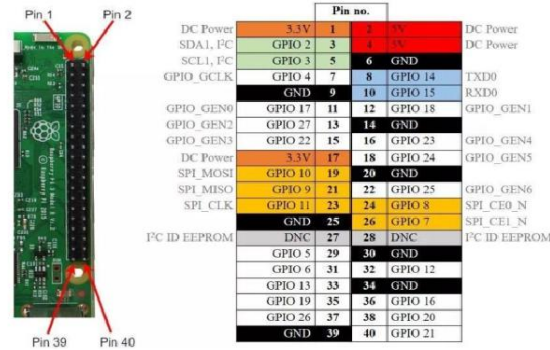 Pin 1 Pin 2
Pin no.
DC Power 3.3V 1 2 5V DC Power
SDA1, I²C GPIO 2 3 4 5V DC Power
SCL1, I²C GPIO 3 5 6 GND
GPIO_GCLK GPIO 4 7 8 GPIO 14 TXD0
GND 9 10 GPIO 15 RXD0
GPIO_GEN0 GPIO 17 11 12 GPIO 18 GPIO_GEN1
GPIO_GEN2 GPIO 27 13 14 GND
GPIO_GEN3 GPIO 22 15 16 GPIO 23 GPIO_GEN4
DC Power 3.3V 17 18 GPIO 24 GPIO_GEN5
SPI_MOSI GPIO 10 19 20 GND
SPI_MISO GPIO 9 21 22 GPIO 25 GPIO_GEN6
SPI_CLK GPIO 11 23 24 GPIO 8 SPI_CE0_N
GND 25 26 GPIO 7 SPI_CE1_N
I²C ID EEPROM DNC 27 28 DNC I²C ID EEPROM
GPIO 5 29 30 GND
GPIO 6 31 32 GPIO 12
GPIO 13 33 34 GND
GPIO 19 35 36 GPIO 16
GPIO 26 37 38 GPIO 20
GND 39 40 GPIO 21
Pin 39 Pin 40